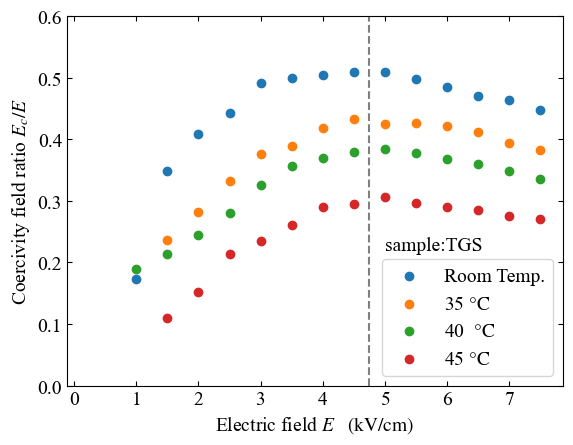 0.6
0.5
0.4
0.3
0.2
0.1
0.0
Coercivity field ratio E_c/E
sample:TGS
Room Temp.
35 °C
40 °C
45 °C
0 1 2 3 4 5 6 7
Electric field E (kV/cm)